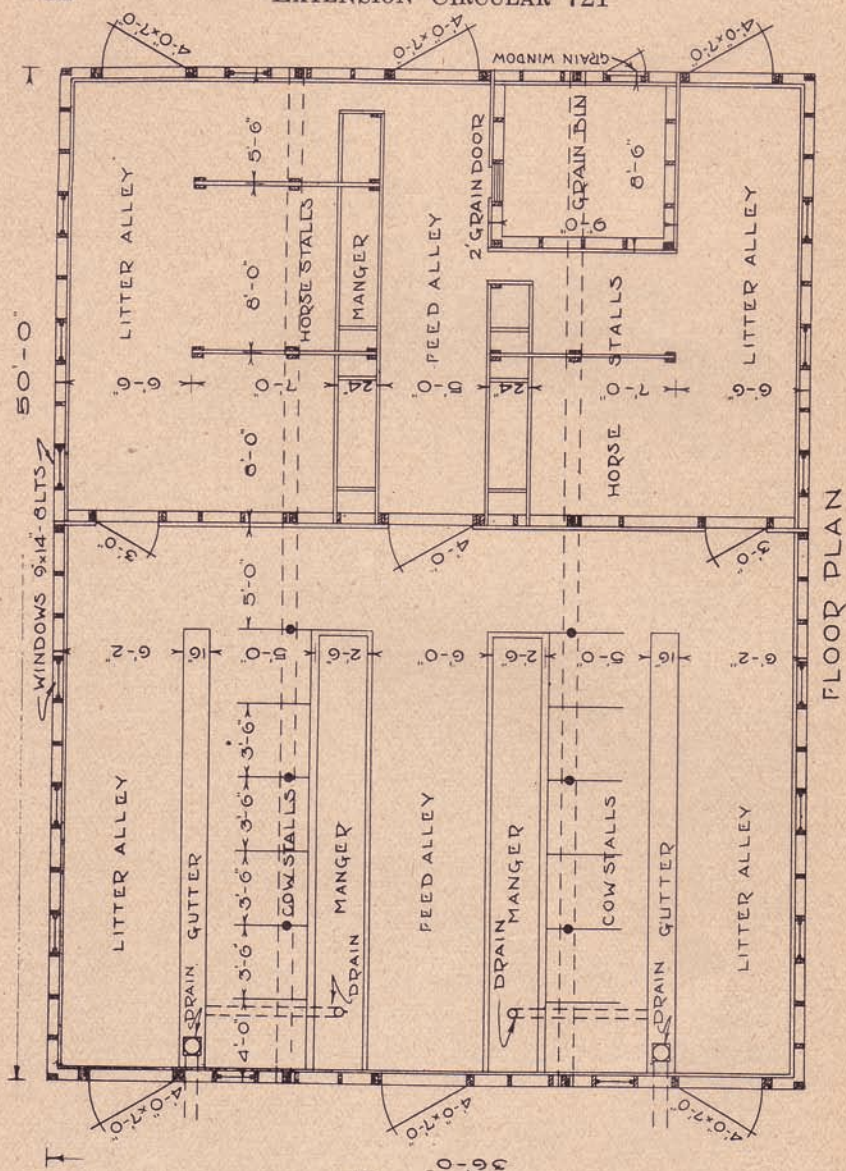 EXTENSION CIRCULAR 721
4'-0"x7'-0"
4'-0"x7'-0"
GRAIN WINDOW
4'-0"x7'-0"
50'-0"
WINDOWS 9x14"-8LTS
LITTER ALLEY
6'-6"
5'-6"
8'-0"
8'-0"
HORSE STALLS
7'-0"
MANGER
24"
FEED ALLEY
5'-0"
2' GRAIN DOOR
GRAIN BIN
9'-0"
8'-6"
24"
HORSE STALLS
7'-0"
LITTER ALLEY
6'-6"
3'-0"
4'-0"
3'-0"
5'-0"
6'-2"
16"
5'-0"
2'-6"
6'-0"
2'-6"
5'-0"
16"
6'-2"
LITTER ALLEY
GUTTER
DRAIN
4'-0"
3'-6"
3'-6"
3'-6"
3'-6"
COW STALLS
MANGER
DRAIN
FEED ALLEY
MANGER
DRAIN
COW STALLS
GUTTER
DRAIN
LITTER ALLEY
4'-0"x7'-0"
4'-0"x7'-0"
4'-0"x7'-0"
36'-0"
FLOOR PLAN